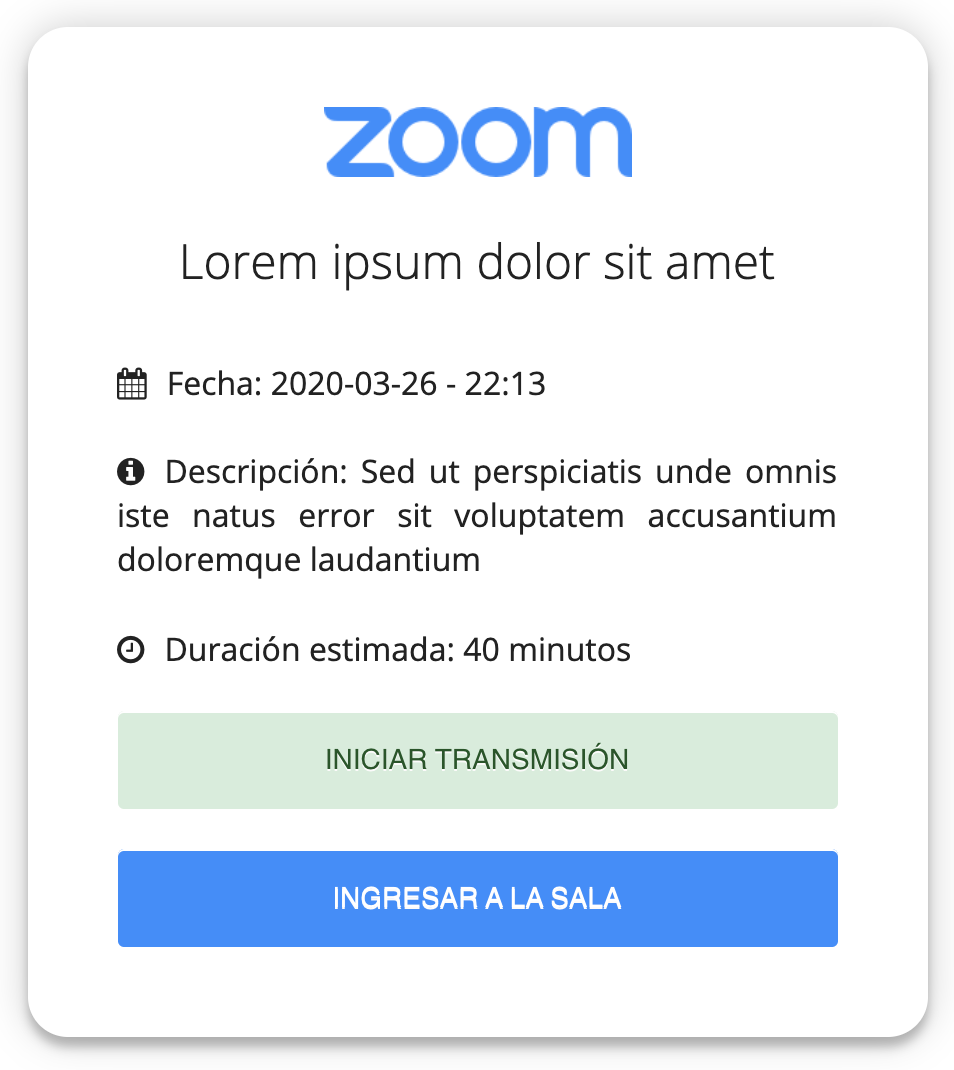 zoom
Lorem ipsum dolor sit amet
Fecha: 2020-03-26 - 22:13
Descripción: Sed ut perspiciatis unde omnis
iste natus error sit voluptatem accusantium
doloremque laudantium
Duración estimada: 40 minutos
INICIAR TRANSMISIÓN
INGRESAR A LA SALA